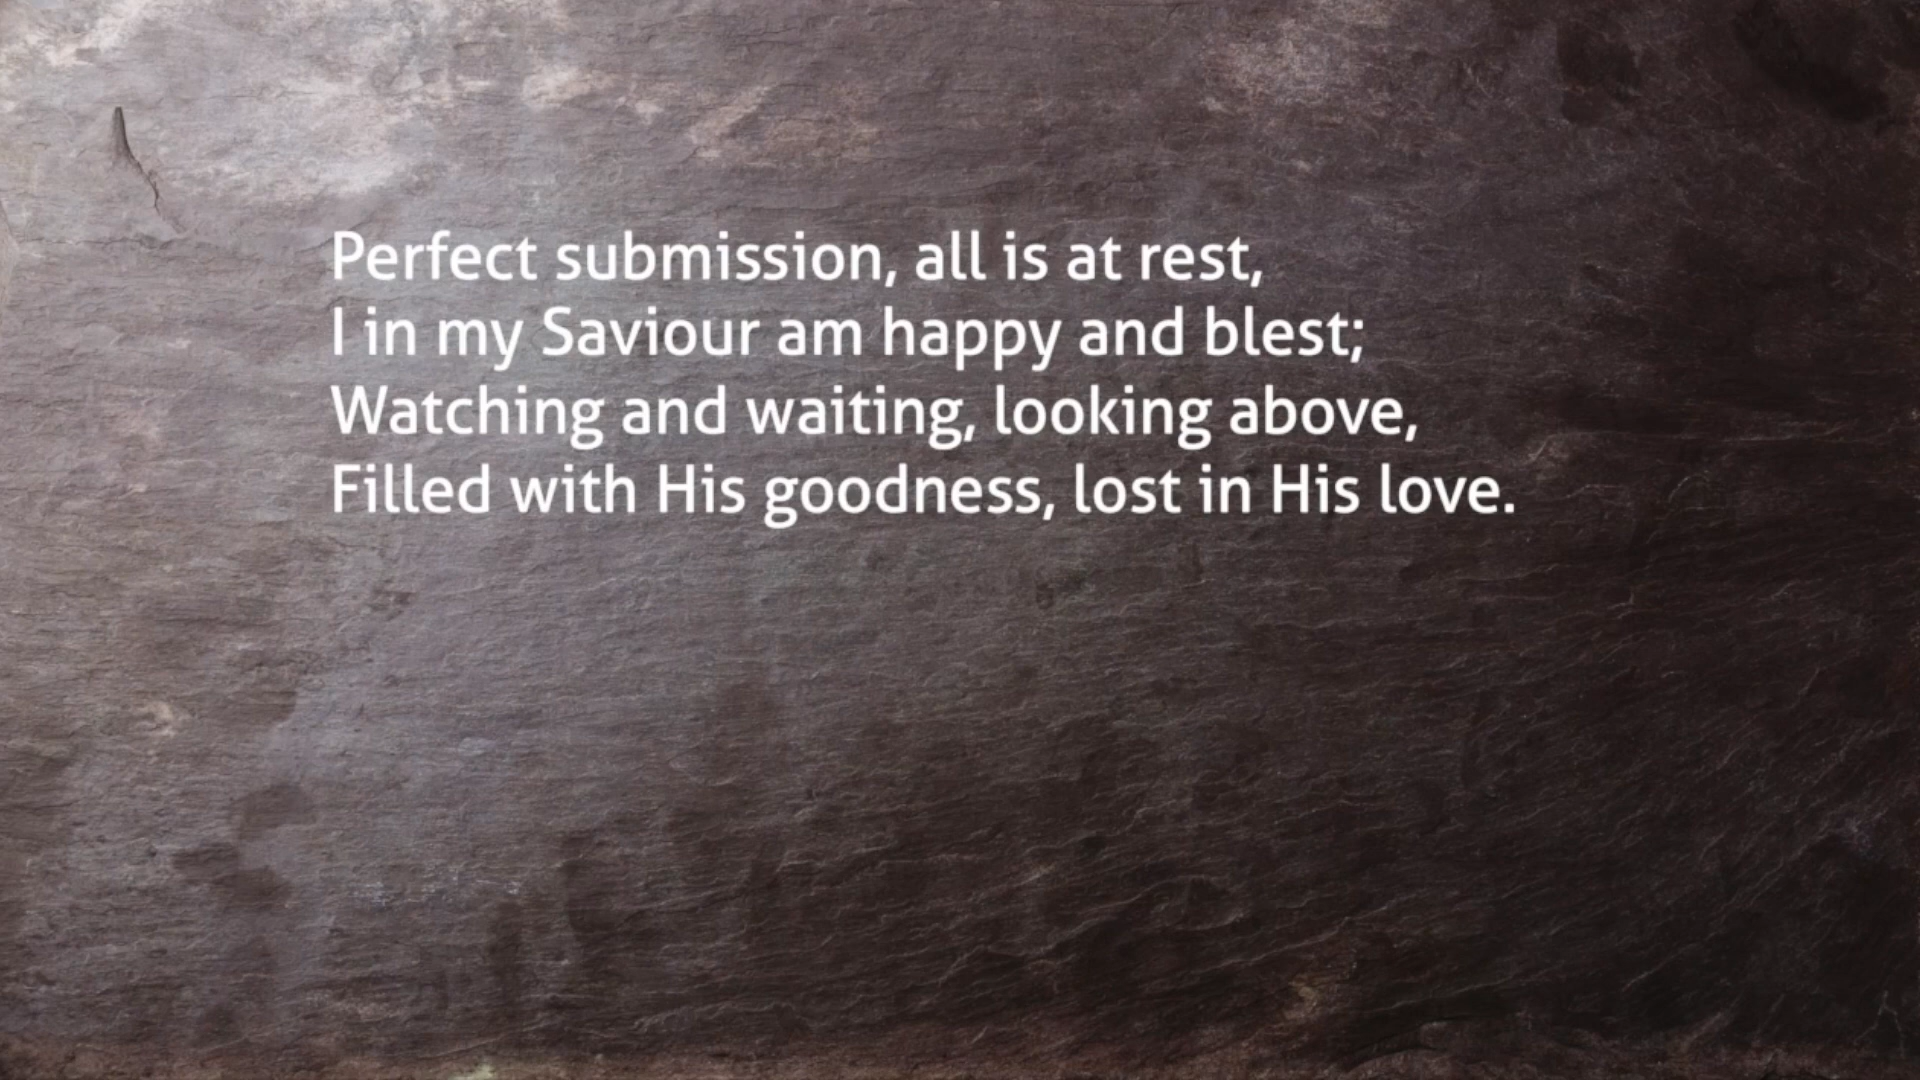 Perfect submission, all is at rest,
I in my Saviour am happy and blest;
Watching and waiting, looking above,
Filled with His goodness, lost in His love.